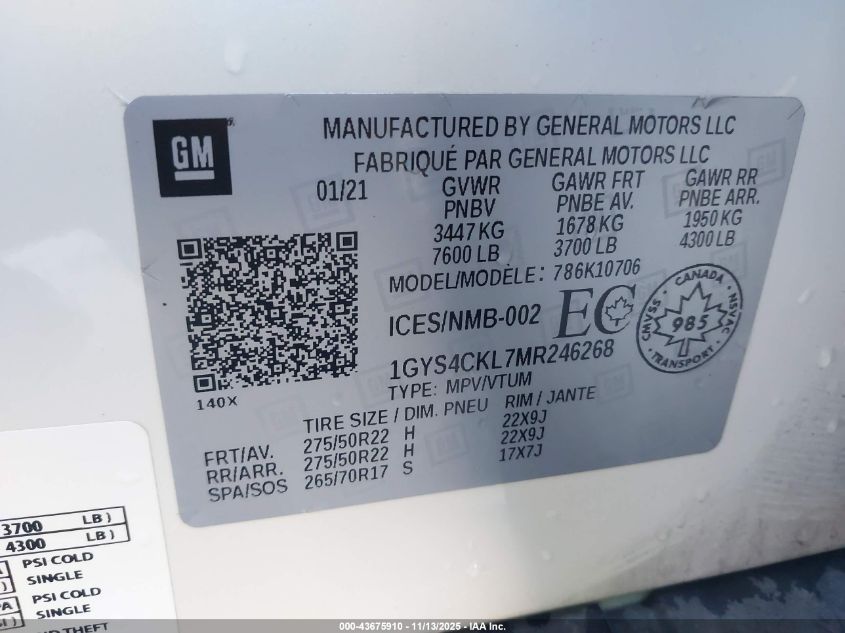 GM
MANUFACTURED BY GENERAL MOTORS LLC
FABRIQUÉ PAR GENERAL MOTORS LLC
01/21
GVWR
PNBV
3447 KG
7600 LB
GAWR FRT
PNBE AV.
1678 KG
3700 LB
GAWR RR
PNBE ARR.
1950 KG
4300 LB
MODEL/MODÈLE: 786K10706
ICES/NMB-002
EC
CANADA
CMVSS 985 NSVAC
TRANSPORT
1GYS4CKL7MR246268
TYPE: MPV/VTUM
140X
TIRE SIZE / DIM. PNEU RIM / JANTE
FRT/AV. 275/50R22 H 22X9J
RR/ARR. 275/50R22 H 22X9J
SPA/SOS 265/70R17 S 17X7J
3700 LB)
4300 LB)
PSI COLD
SINGLE
PSI COLD
SINGLE
THEFT
000-43675910 - 11/13/2025 - IAA Inc.